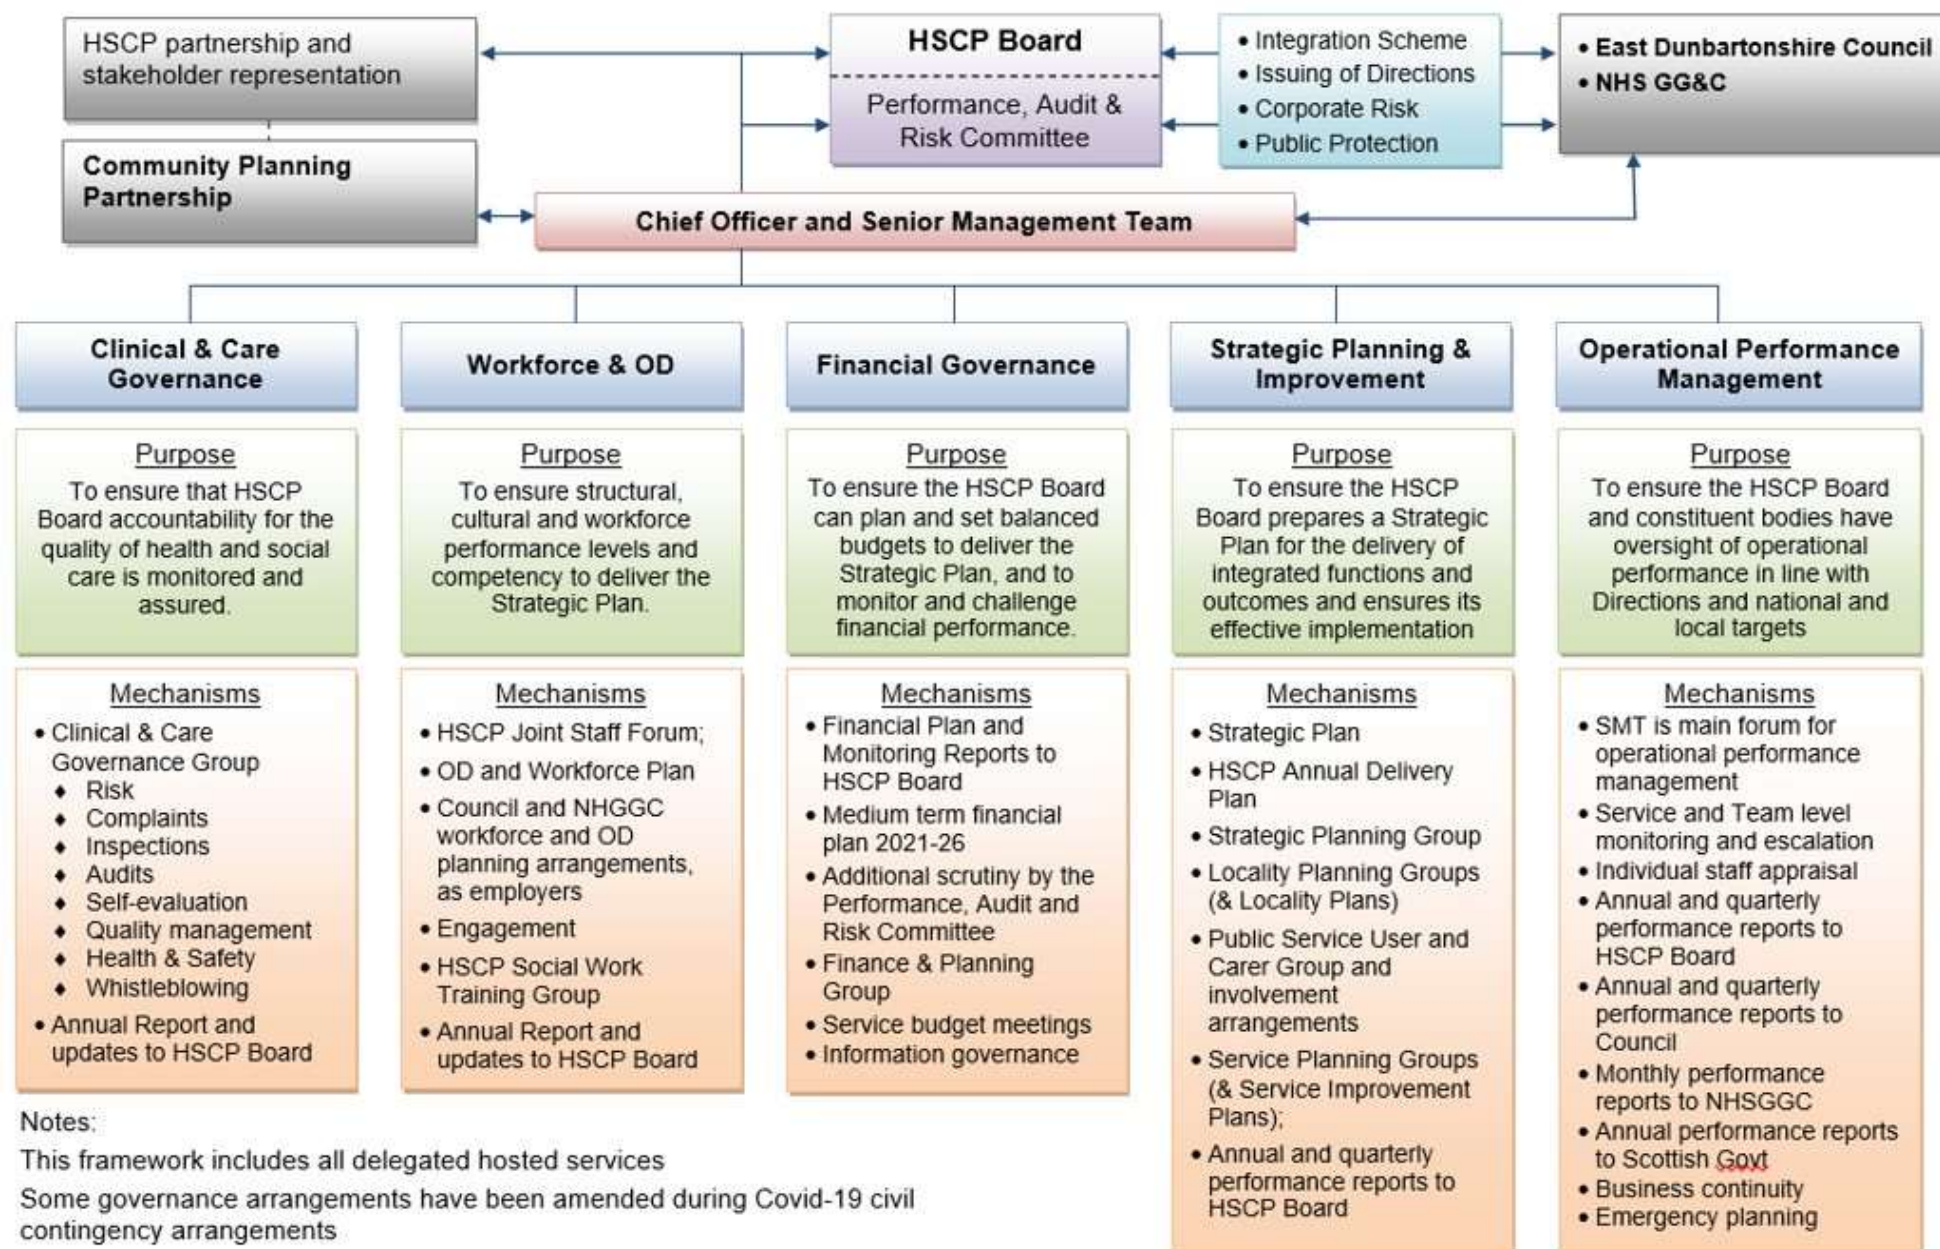 HSCP partnership and
stakeholder representation
HSCP Board
Performance, Audit &
Risk Committee
• Integration Scheme
• Issuing of Directions
• Corporate Risk
• Public Protection
• East Dunbartonshire Council
• NHS GG&C
Community Planning
Partnership
Chief Officer and Senior Management Team
Clinical & Care
Governance
Purpose
To ensure that HSCP
Board accountability for the
quality of health and social
care is monitored and
assured.
Mechanisms
• Clinical & Care
Governance Group
♦ Risk
♦ Complaints
♦ Inspections
♦ Audits
♦ Self-evaluation
♦ Quality management
♦ Health & Safety
♦ Whistleblowing
• Annual Report and
updates to HSCP Board
Workforce & OD
Purpose
To ensure structural,
cultural and workforce
performance levels and
competency to deliver the
Strategic Plan.
Mechanisms
• HSCP Joint Staff Forum;
• OD and Workforce Plan
• Council and NHGGC
workforce and OD
planning arrangements,
as employers
• Engagement
• HSCP Social Work
Training Group
• Annual Report and
updates to HSCP Board
Financial Governance
Purpose
To ensure the HSCP Board
can plan and set balanced
budgets to deliver the
Strategic Plan, and to
monitor and challenge
financial performance.
Mechanisms
• Financial Plan and
Monitoring Reports to
HSCP Board
• Medium term financial
plan 2021-26
• Additional scrutiny by the
Performance, Audit and
Risk Committee
• Finance & Planning
Group
• Service budget meetings
• Information governance
Strategic Planning &
Improvement
Purpose
To ensure the HSCP
Board prepares a Strategic
Plan for the delivery of
integrated functions and
outcomes and ensures its
effective implementation
Mechanisms
• Strategic Plan
• HSCP Annual Delivery
Plan
• Strategic Planning Group
• Locality Planning Groups
(& Locality Plans)
• Public Service User and
Carer Group and
involvement
arrangements
• Service Planning Groups
(& Service Improvement
Plans);
• Annual and quarterly
performance reports to
HSCP Board
Operational Performance
Management
Purpose
To ensure the HSCP Board
and constituent bodies have
oversight of operational
performance in line with
Directions and national and
local targets
Mechanisms
• SMT is main forum for
operational performance
management
• Service and Team level
monitoring and escalation
• Individual staff appraisal
• Annual and quarterly
performance reports to
HSCP Board
• Annual and quarterly
performance reports to
Council
• Monthly performance
reports to NHSGGC
• Annual performance reports
to Scottish Govt
• Business continuity
• Emergency planning
Notes:
This framework includes all delegated hosted services
Some governance arrangements have been amended during Covid-19 civil
contingency arrangements